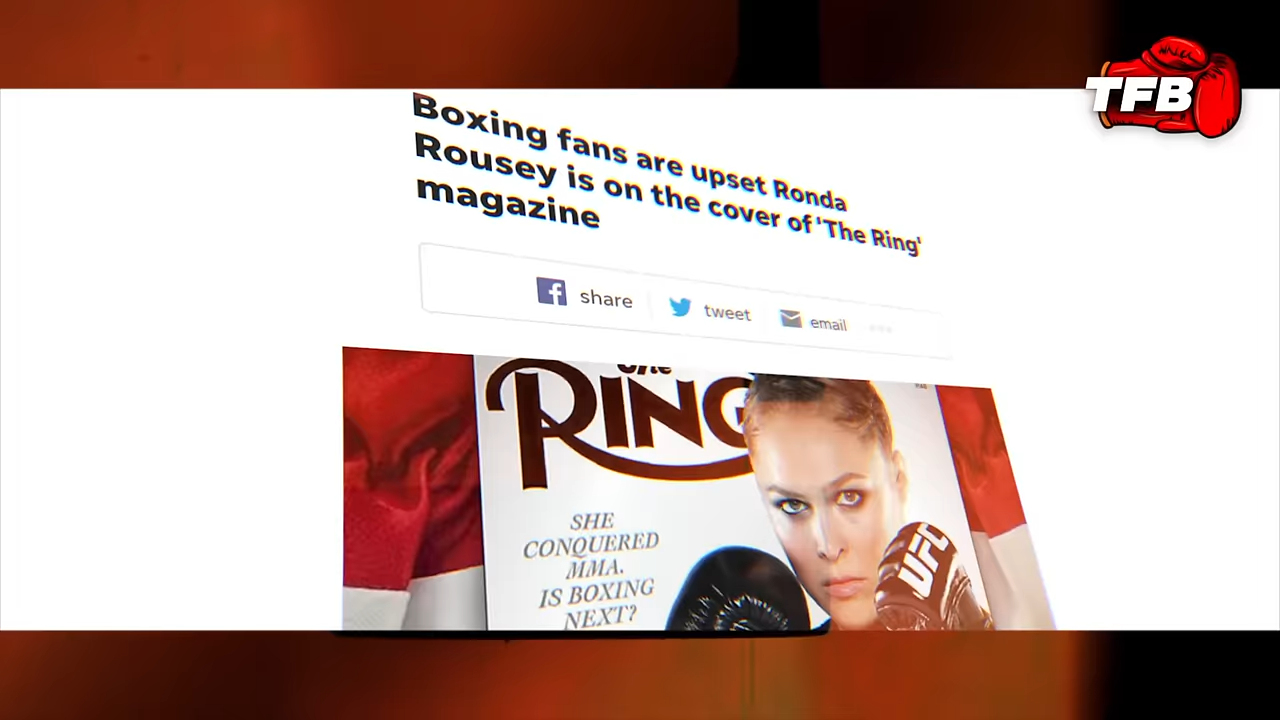 TFB
Boxing fans are upset Ronda
Rousey is on the cover of 'The Ring'
magazine
share
tweet
email
The
RING
SHE
CONQUERED
MMA.
IS BOXING
NEXT?
UFC